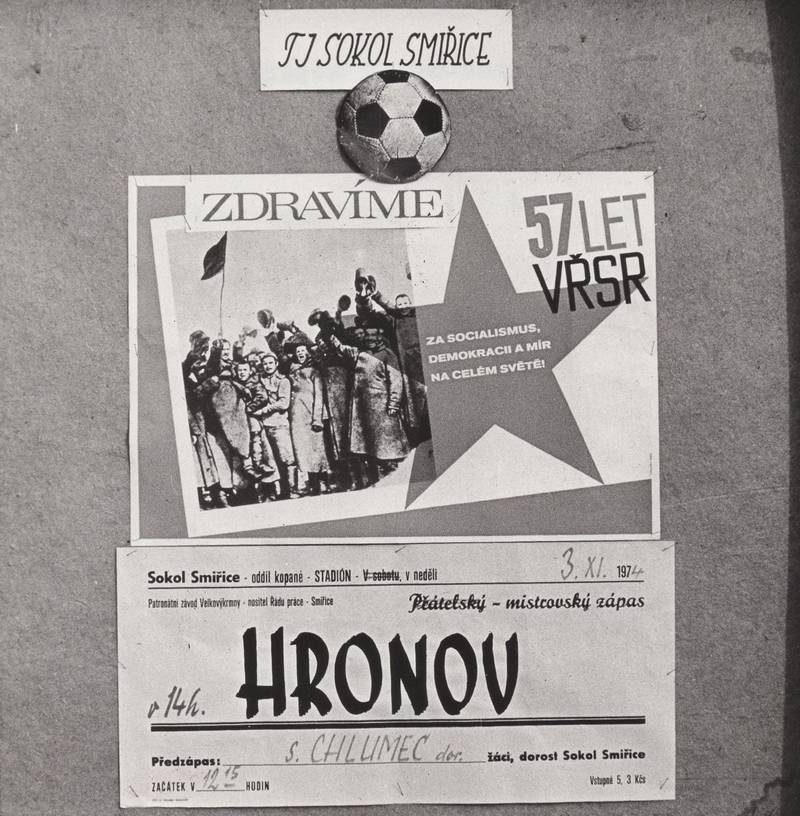 TJ SOKOL SMIŘICE
ZDRAVÍME
57 LET
VŘSR
ZA SOCIALISMUS,
DEMOKRACII A MÍR
NA CELÉM SVĚTĚ!
Sokol Smiřice - oddíl kopané - STADIÓN - V sobotu, v neděli 3. XI. 1974
Patronátní závod Velkovýkrmny - nositel Řádu práce - Smiřice
Přátelský - mistrovský zápas
HRONOV
v 14h.
Předzápas: s. CHLUMEC dor. žáci, dorost Sokol Smiřice
ZAČÁTEK V 12 15 HODIN Vstupné 5, 3 Kčs